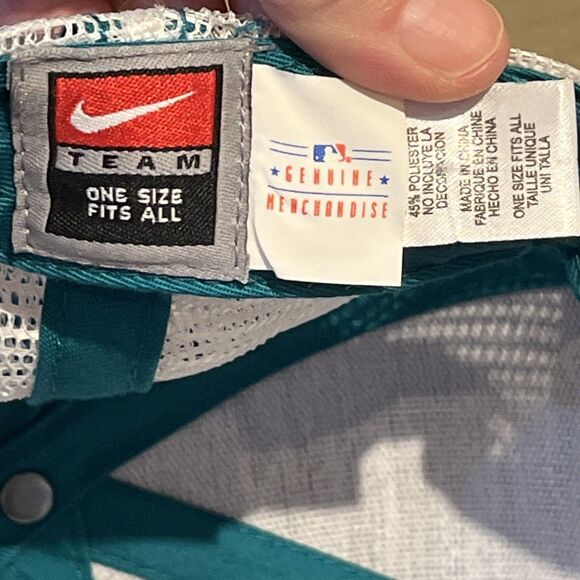 TEAM
ONE SIZE
FITS ALL
GENUINE
MERCHANDISE
45% POLIESTER
NO INCLUYE LA
DECORACION
MADE IN CHINA
FABRIQUE EN CHINE
HECHO EN CHINA
ONE SIZE FITS ALL
TAILLE UNIQUE
UNI TALLA